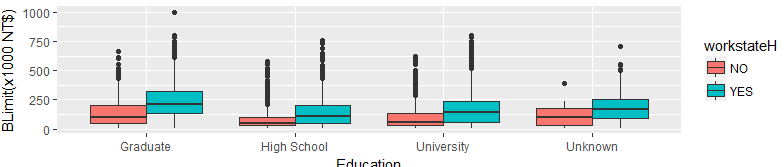 BLimit(x1000 NT$)
1000
750
500
250
0
Graduate
High School
University
Unknown
Education
workstateH
NO
YES